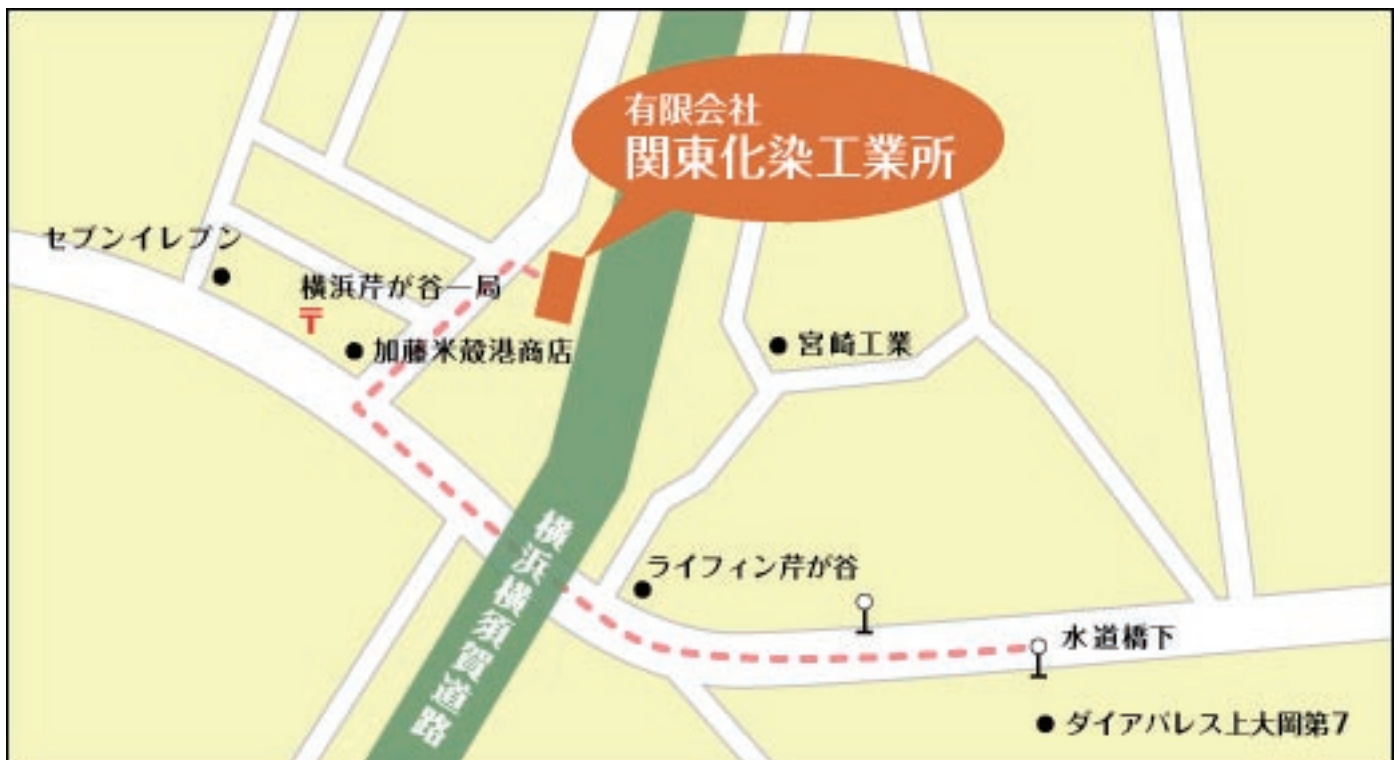 有限会社
関東化染工業所
セブンイレブン
横浜芹が谷一局
〒
加藤米殻港商店
宮崎工業
横浜横須賀道路
ライフィン芹が谷
水道橋下
ダイアパレス上大岡第7